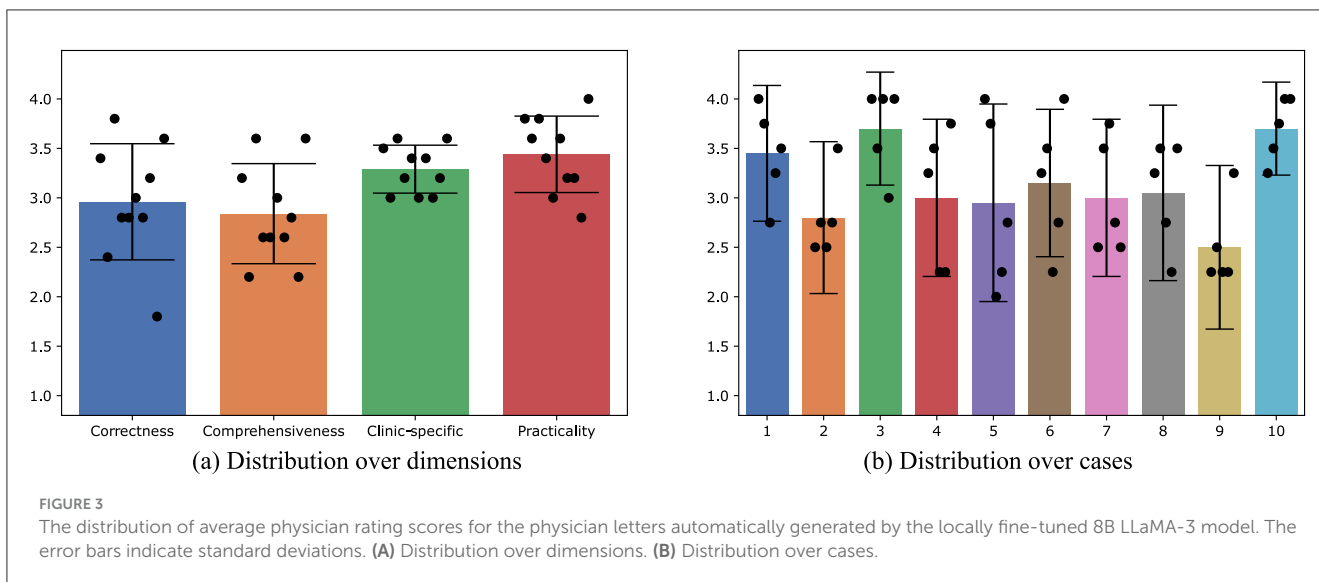 4.0
3.5
3.0
2.5
2.0
1.5
1.0
Correctness Comprehensiveness Clinic-specific Practicality
(a) Distribution over dimensions
4.0
3.5
3.0
2.5
2.0
1.5
1.0
1 2 3 4 5 6 7 8 9 10
(b) Distribution over cases
FIGURE 3
The distribution of average physician rating scores for the physician letters automatically generated by the locally fine-tuned 8B LLaMA-3 model. The
error bars indicate standard deviations. (A) Distribution over dimensions. (B) Distribution over cases.